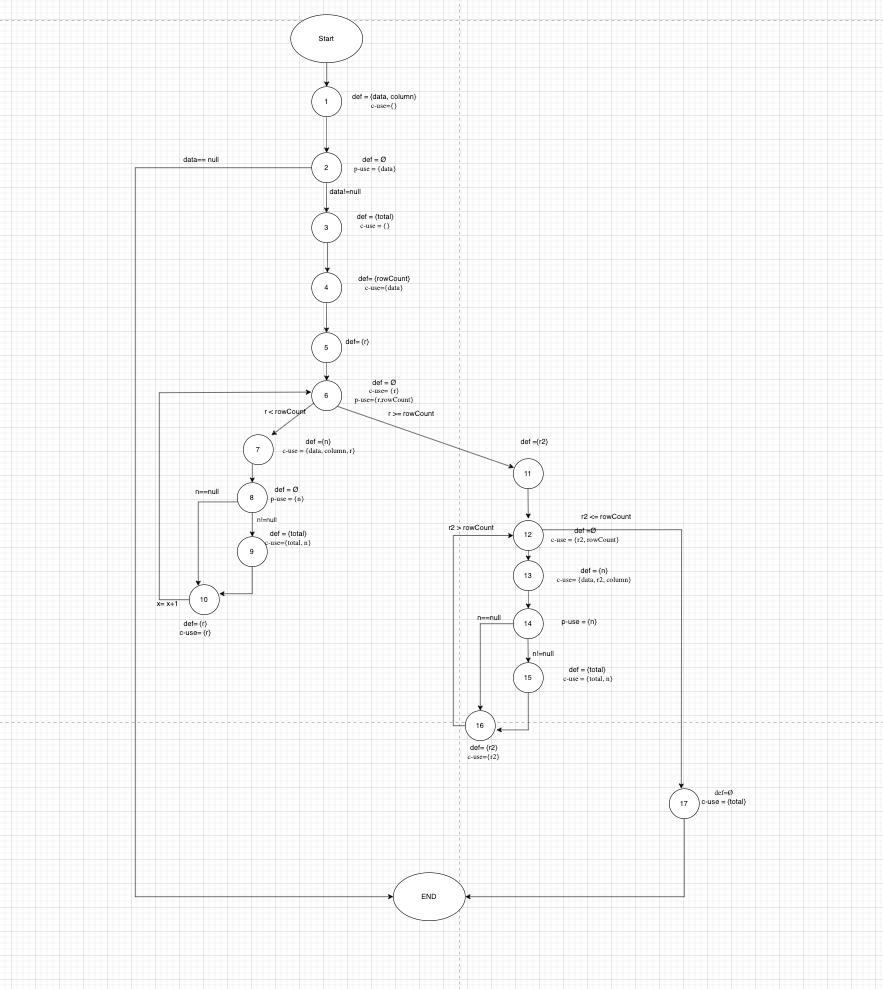 Start
1
def = {data, column}
c-use={}
data== null
2
def = Ø
p-use = {data}
data!=null
3
def = {total}
c-use = {}
4
def= {rowCount}
c-use={data}
5
def= {r}
6
def = Ø
c-use= {r}
p-use={r,rowCount}
r < rowCount
r >= rowCount
7
def ={n}
c-use = {data, column, r}
def ={r2}
11
n==null
8
def = Ø
p-use = {n}
n!=null
9
def = {total}
c-use={total, n}
x= x+1
10
def= {r}
c-use= {r}
r2 > rowCount
r2 <= rowCount
12
def =Ø
c-use = {r2, rowCount}
13
def = {n}
c-use= {data, r2, column}
n==null
14
p-use = {n}
n!=null
15
def = {total}
c-use = {total, n}
16
def= {r2}
c-use={r2}
17
def=Ø
c-use = {total}
END